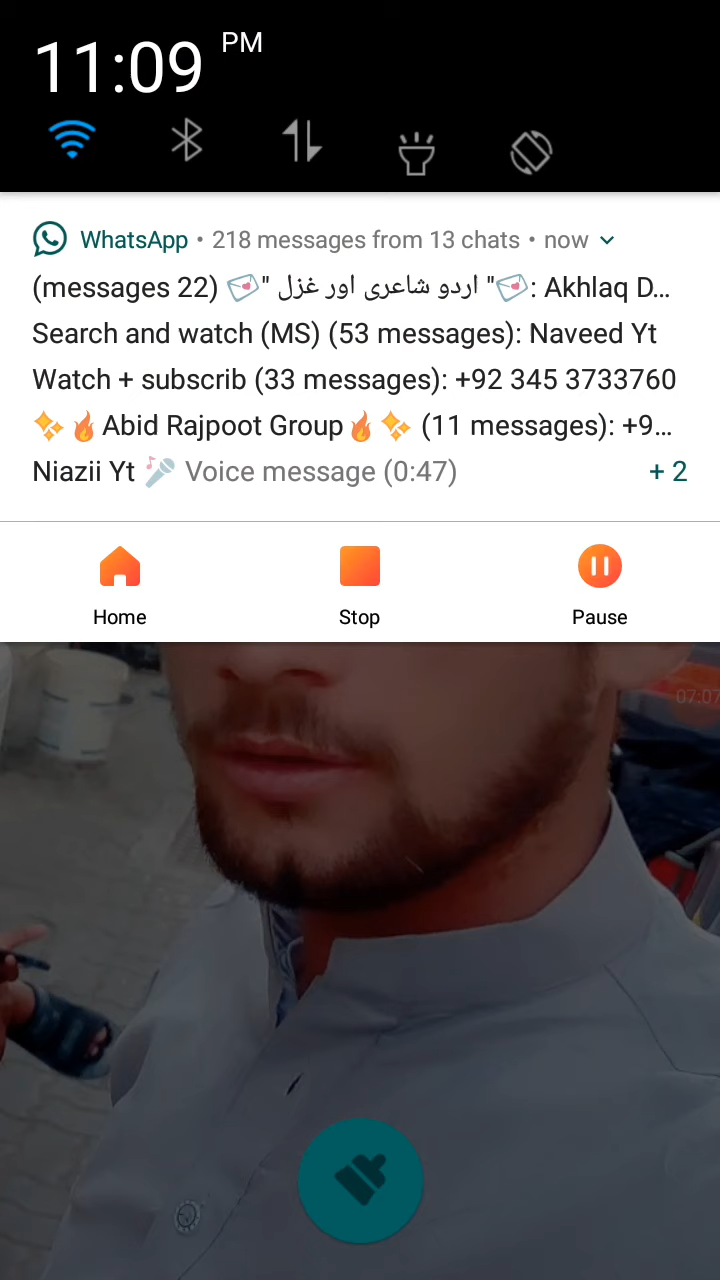 11:09 PM
WhatsApp • 218 messages from 13 chats • now
(messages 22) 💌" اردو شاعری اور غزل "💌: Akhlaq D…
Search and watch (MS) (53 messages): Naveed Yt
Watch + subscrib (33 messages): +92 345 3733760
✨🔥Abid Rajpoot Group🔥✨ (11 messages): +9…
Niazii Yt 🎤 Voice message (0:47) + 2
Home Stop Pause
07:07